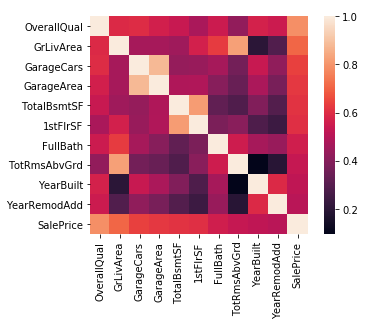 OverallQual
GrLivArea
GarageCars
GarageArea
TotalBsmtSF
1stFlrSF
FullBath
TotRmsAbvGrd
YearBuilt
YearRemodAdd
SalePrice
OverallQual
GrLivArea
GarageCars
GarageArea
TotalBsmtSF
1stFlrSF
FullBath
TotRmsAbvGrd
YearBuilt
YearRemodAdd
SalePrice
1.0
0.8
0.6
0.4
0.2